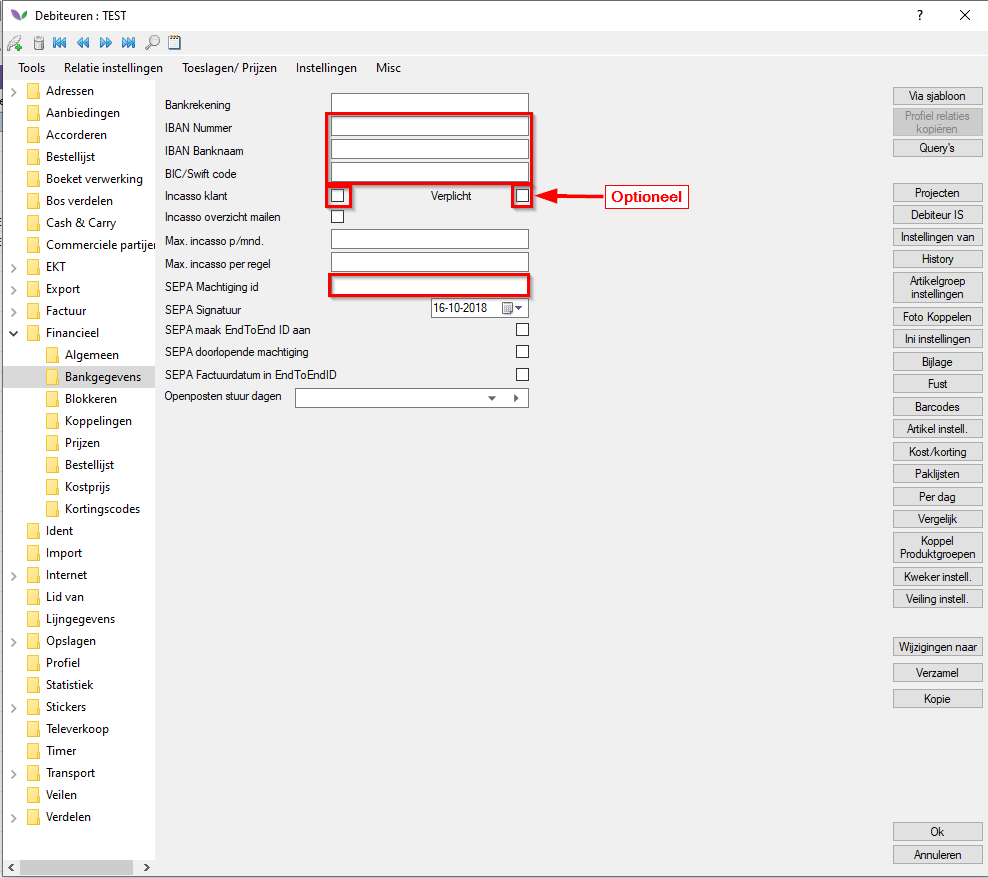 Debiteuren : TEST
?
Tools Relatie instellingen Toeslagen/ Prijzen Instellingen Misc
Adressen
Aanbiedingen
Accorderen
Bestellijst
Boeket verwerking
Bos verdelen
Cash & Carry
Commerciele partijer
EKT
Export
Factuur
Financieel
Algemeen
Bankgegevens
Blokkeren
Koppelingen
Prijzen
Bestellijst
Kostprijs
Kortingscodes
Ident
Import
Internet
Lid van
Lijngegevens
Opslagen
Profiel
Statistiek
Stickers
Televerkoop
Timer
Transport
Veilen
Verdelen
Bankrekening
IBAN Nummer
IBAN Banknaam
BIC/Swift code
Incasso klant Verplicht Optioneel
Incasso overzicht mailen
Max. incasso p/mnd.
Max. incasso per regel
SEPA Machtiging id
SEPA Signatuur 16-10-2018
SEPA maak EndToEnd ID aan
SEPA doorlopende machtiging
SEPA Factuurdatum in EndToEndID
Openposten stuur dagen
Via sjabloon
Profiel relaties
kopiëren
Query's
Projecten
Debiteur IS
Instellingen van
History
Artikelgroep
instellingen
Foto Koppelen
Ini instellingen
Bijlage
Fust
Barcodes
Artikel instell.
Kost/korting
Paklijsten
Per dag
Vergelijk
Koppel
Produktgroepen
Kweker instell.
Veiling instell.
Wijzigingen naar
Verzamel
Kopie
Ok
Annuleren